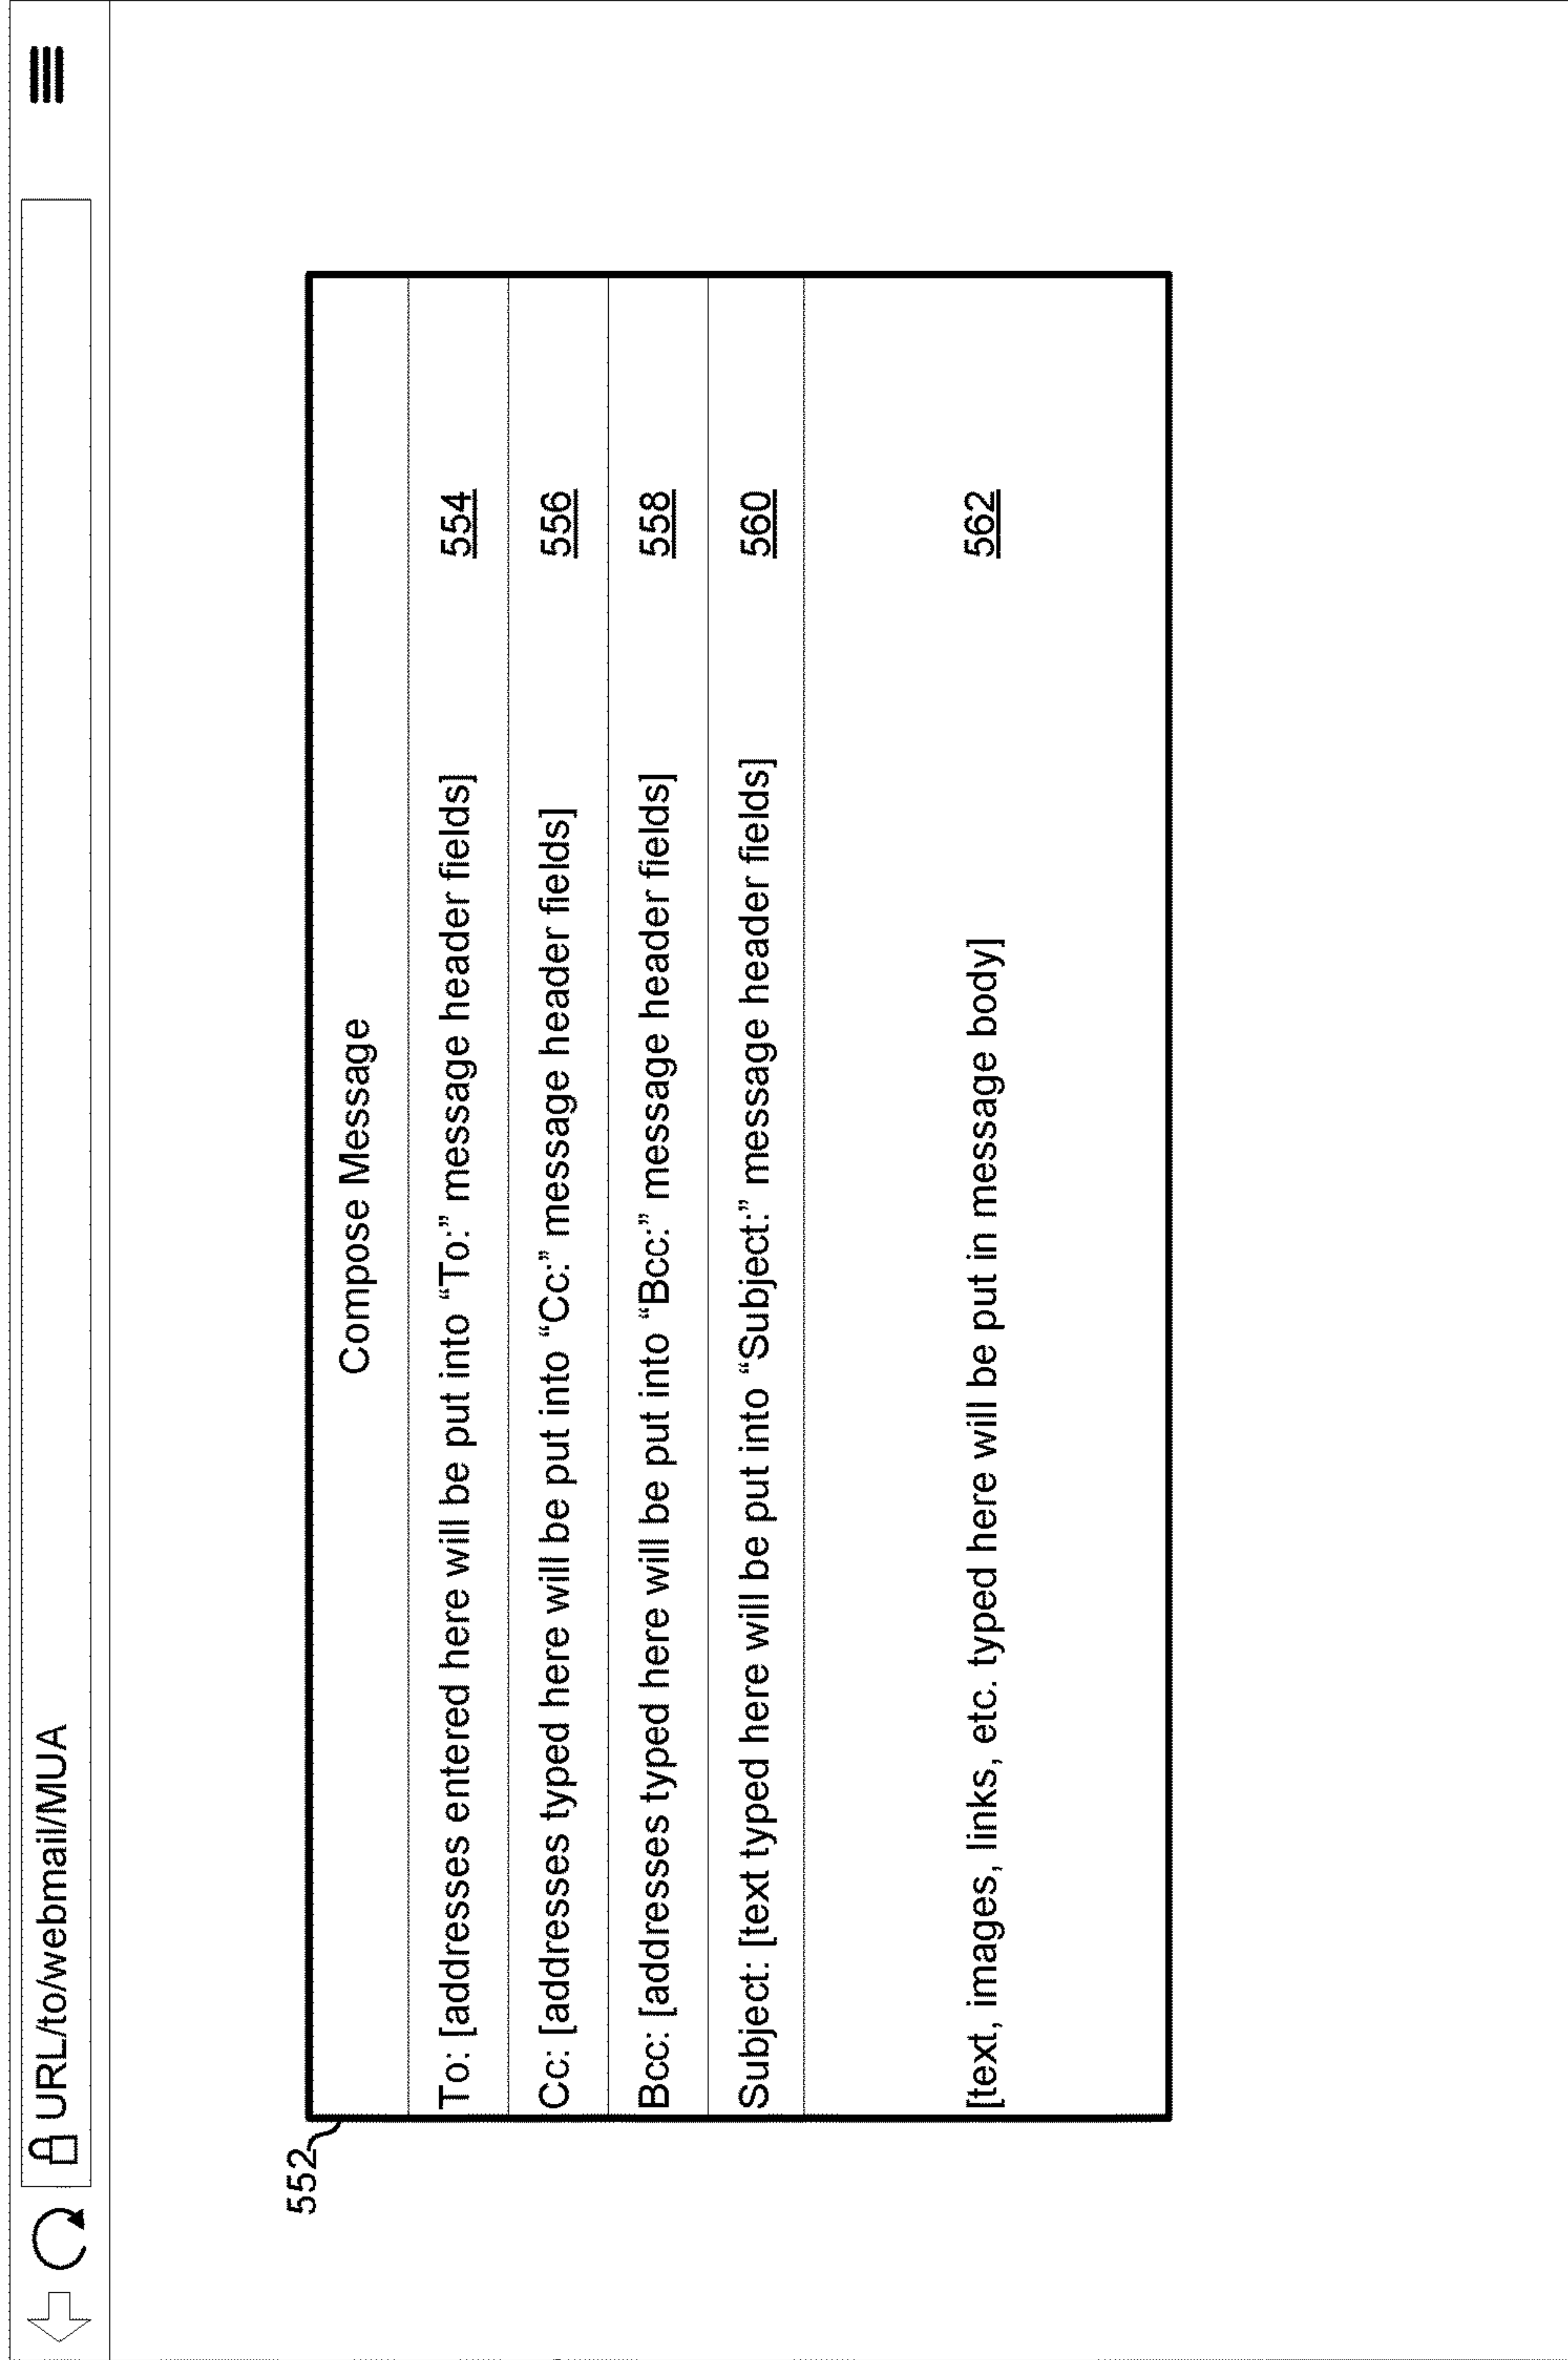 URL/to/webmail/MUA
552
Compose Message
To: [addresses entered here will be put into “To:” message header fields] 554
Cc: [addresses typed here will be put into “Cc:” message header fields] 556
Bcc: [addresses typed here will be put into “Bcc:” message header fields] 558
Subject: [text typed here will be put into “Subject:” message header fields] 560
[text, images, links, etc. typed here will be put in message body] 562